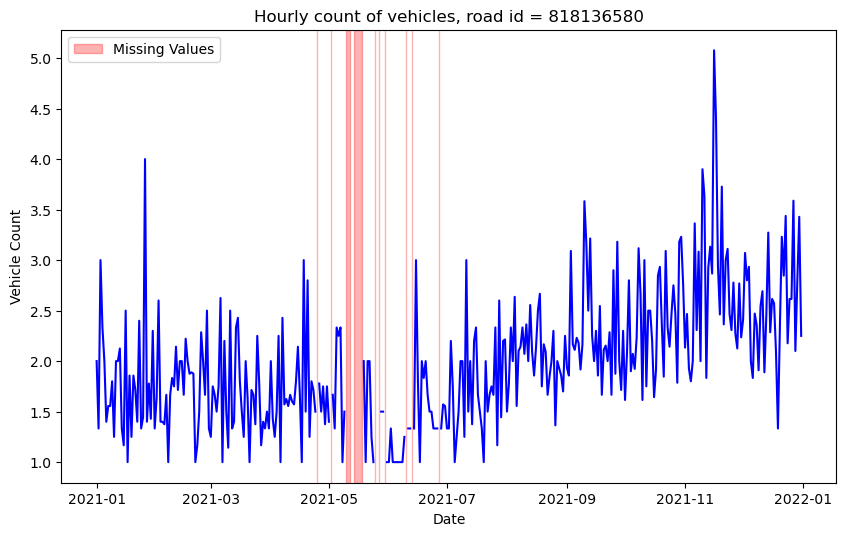 Hourly count of vehicles, road id = 818136580
Missing Values
Vehicle Count
5.0
4.5
4.0
3.5
3.0
2.5
2.0
1.5
1.0
2021-01 2021-03 2021-05 2021-07 2021-09 2021-11 2022-01
Date